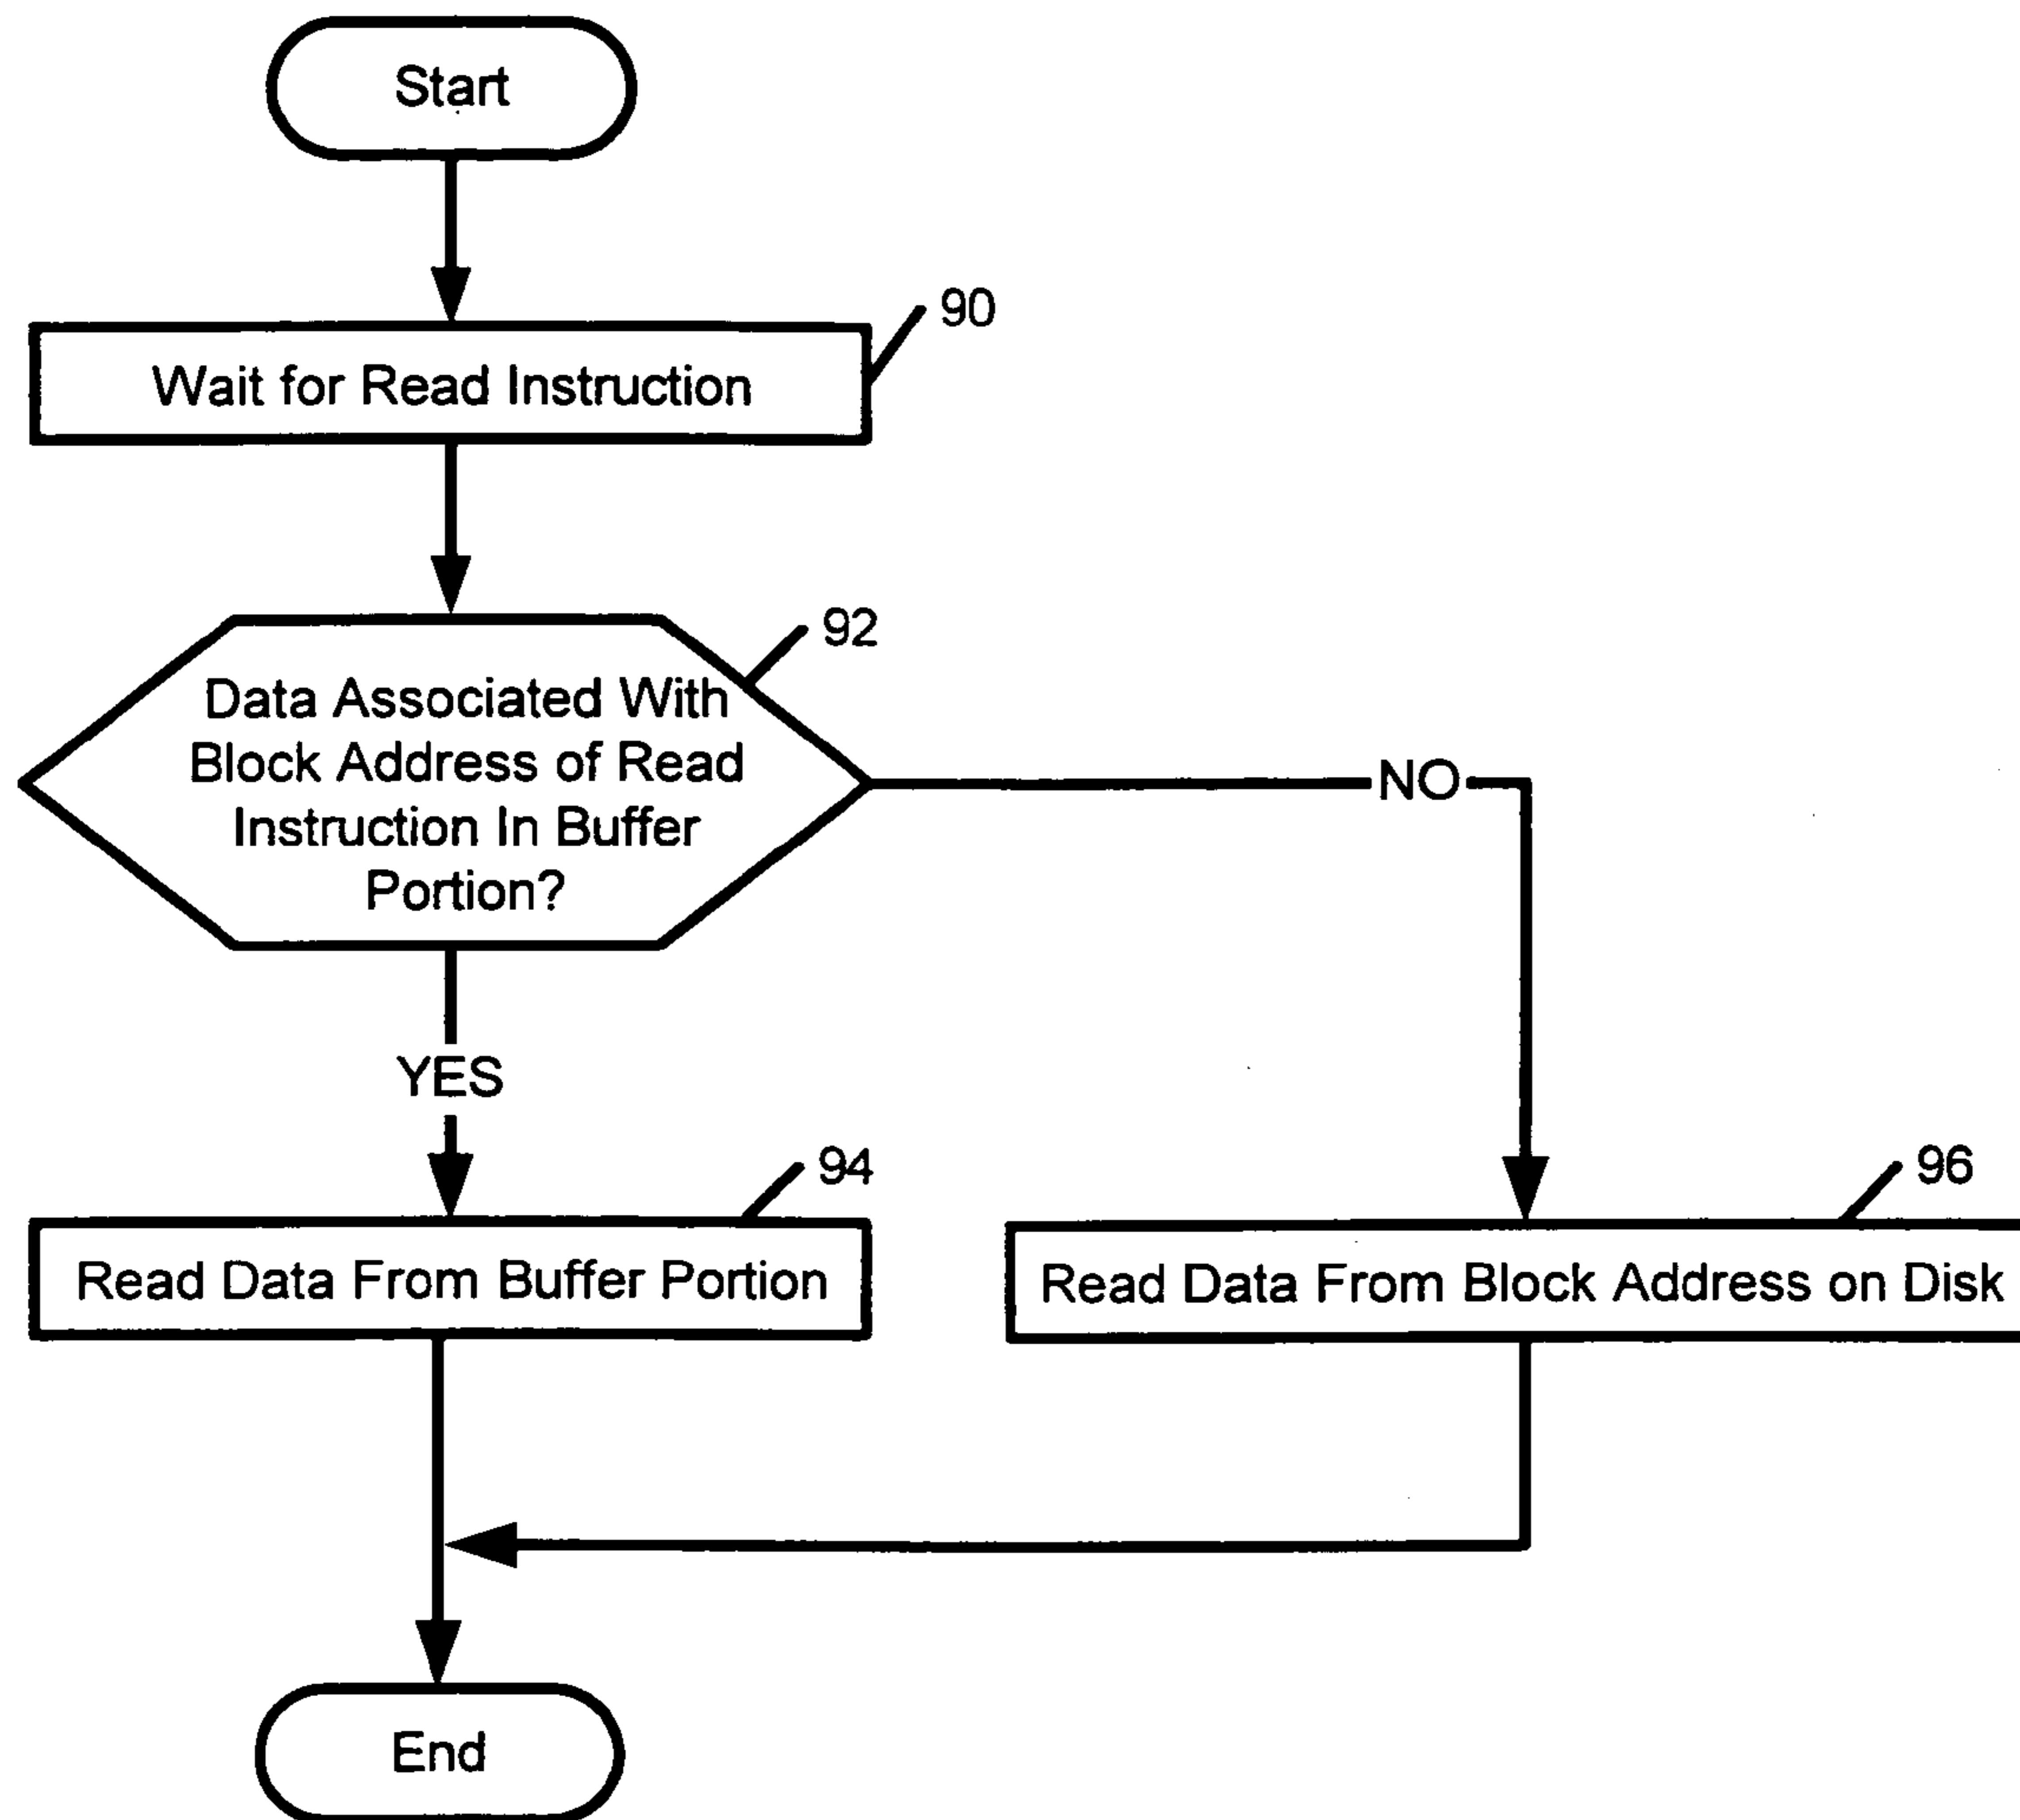 Start
90
Wait for Read Instruction
92
Data Associated With
Block Address of Read
Instruction In Buffer
Portion?
NO
YES
94
96
Read Data From Buffer Portion
Read Data From Block Address on Disk
End